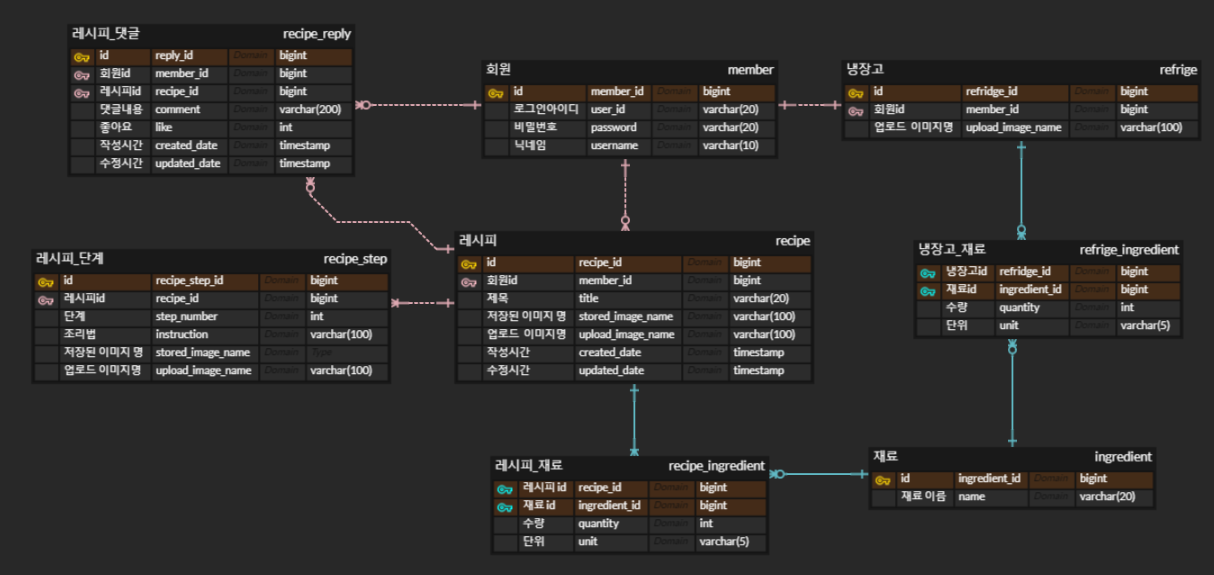 레시피_댓글 recipe_reply
id reply_id Domain bigint
회원id member_id Domain bigint
레시피id recipe_id Domain bigint
댓글내용 comment Domain varchar(200)
좋아요 like Domain int
작성시간 created_date Domain timestamp
수정시간 updated_date Domain timestamp
회원 member
id member_id Domain bigint
로그인아이디 user_id Domain varchar(20)
비밀번호 password Domain varchar(20)
닉네임 username Domain varchar(10)
냉장고 refrige
id refridge_id Domain bigint
회원id member_id Domain bigint
업로드 이미지명 upload_image_name Domain varchar(100)
레시피_단계 recipe_step
id recipe_step_id Domain bigint
레시피id recipe_id Domain bigint
단계 step_number Domain int
조리법 instruction Domain varchar(100)
저장된 이미지 명 stored_image_name Domain Type
업로드 이미지명 upload_image_name Domain varchar(100)
레시피 recipe
id recipe_id Domain bigint
회원id member_id Domain bigint
제목 title Domain varchar(20)
저장된 이미지 명 stored_image_name Domain varchar(100)
업로드 이미지명 upload_image_name Domain varchar(100)
작성시간 created_date Domain timestamp
수정시간 updated_date Domain timestamp
냉장고_재료 refrige_ingredient
냉장고id refridge_id Domain bigint
재료id ingredient_id Domain bigint
수량 quantity Domain int
단위 unit Domain varchar(5)
레시피_재료 recipe_ingredient
레시피id recipe_id Domain bigint
재료id ingredient_id Domain bigint
수량 quantity Domain int
단위 unit Domain varchar(5)
재료 ingredient
id ingredient_id Domain bigint
재료 이름 name Domain varchar(20)